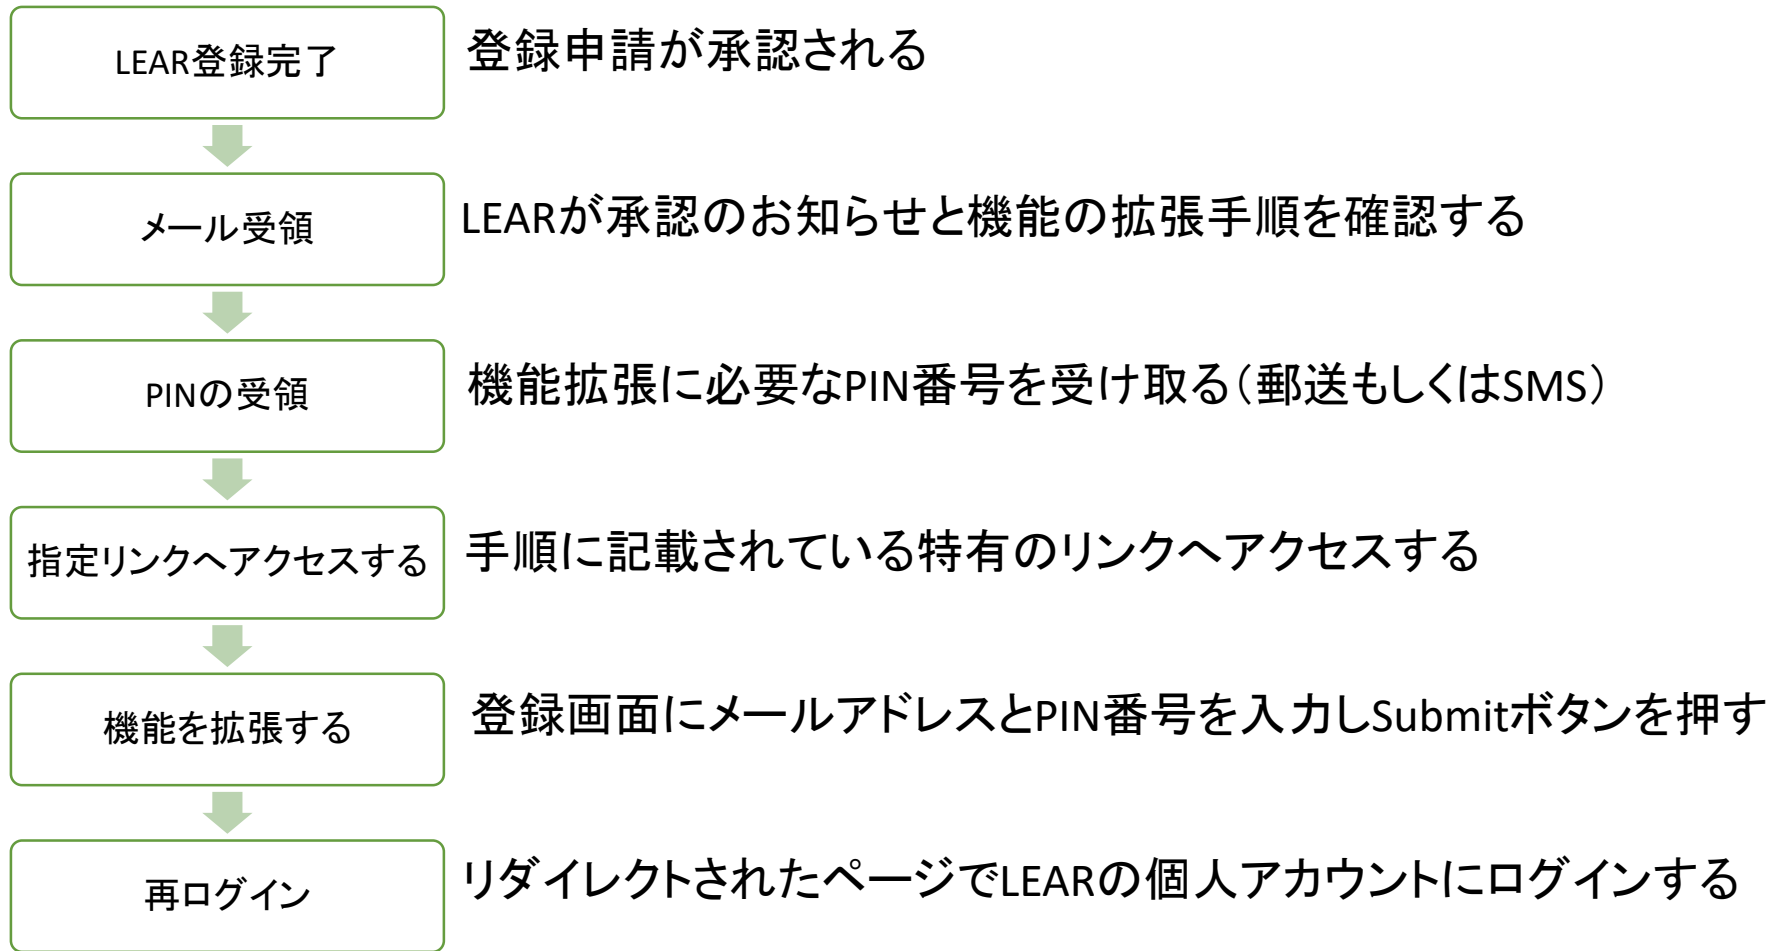 LEAR登録完了
登録申請が承認される
メール受領
LEARが承認のお知らせと機能の拡張手順を確認する
PINの受領
機能拡張に必要なPIN番号を受け取る（郵送もしくはSMS）
指定リンクへアクセスする
手順に記載されている特有のリンクへアクセスする
機能を拡張する
登録画面にメールアドレスとPIN番号を入力しSubmitボタンを押す
再ログイン
リダイレクトされたページでLEARの個人アカウントにログインする